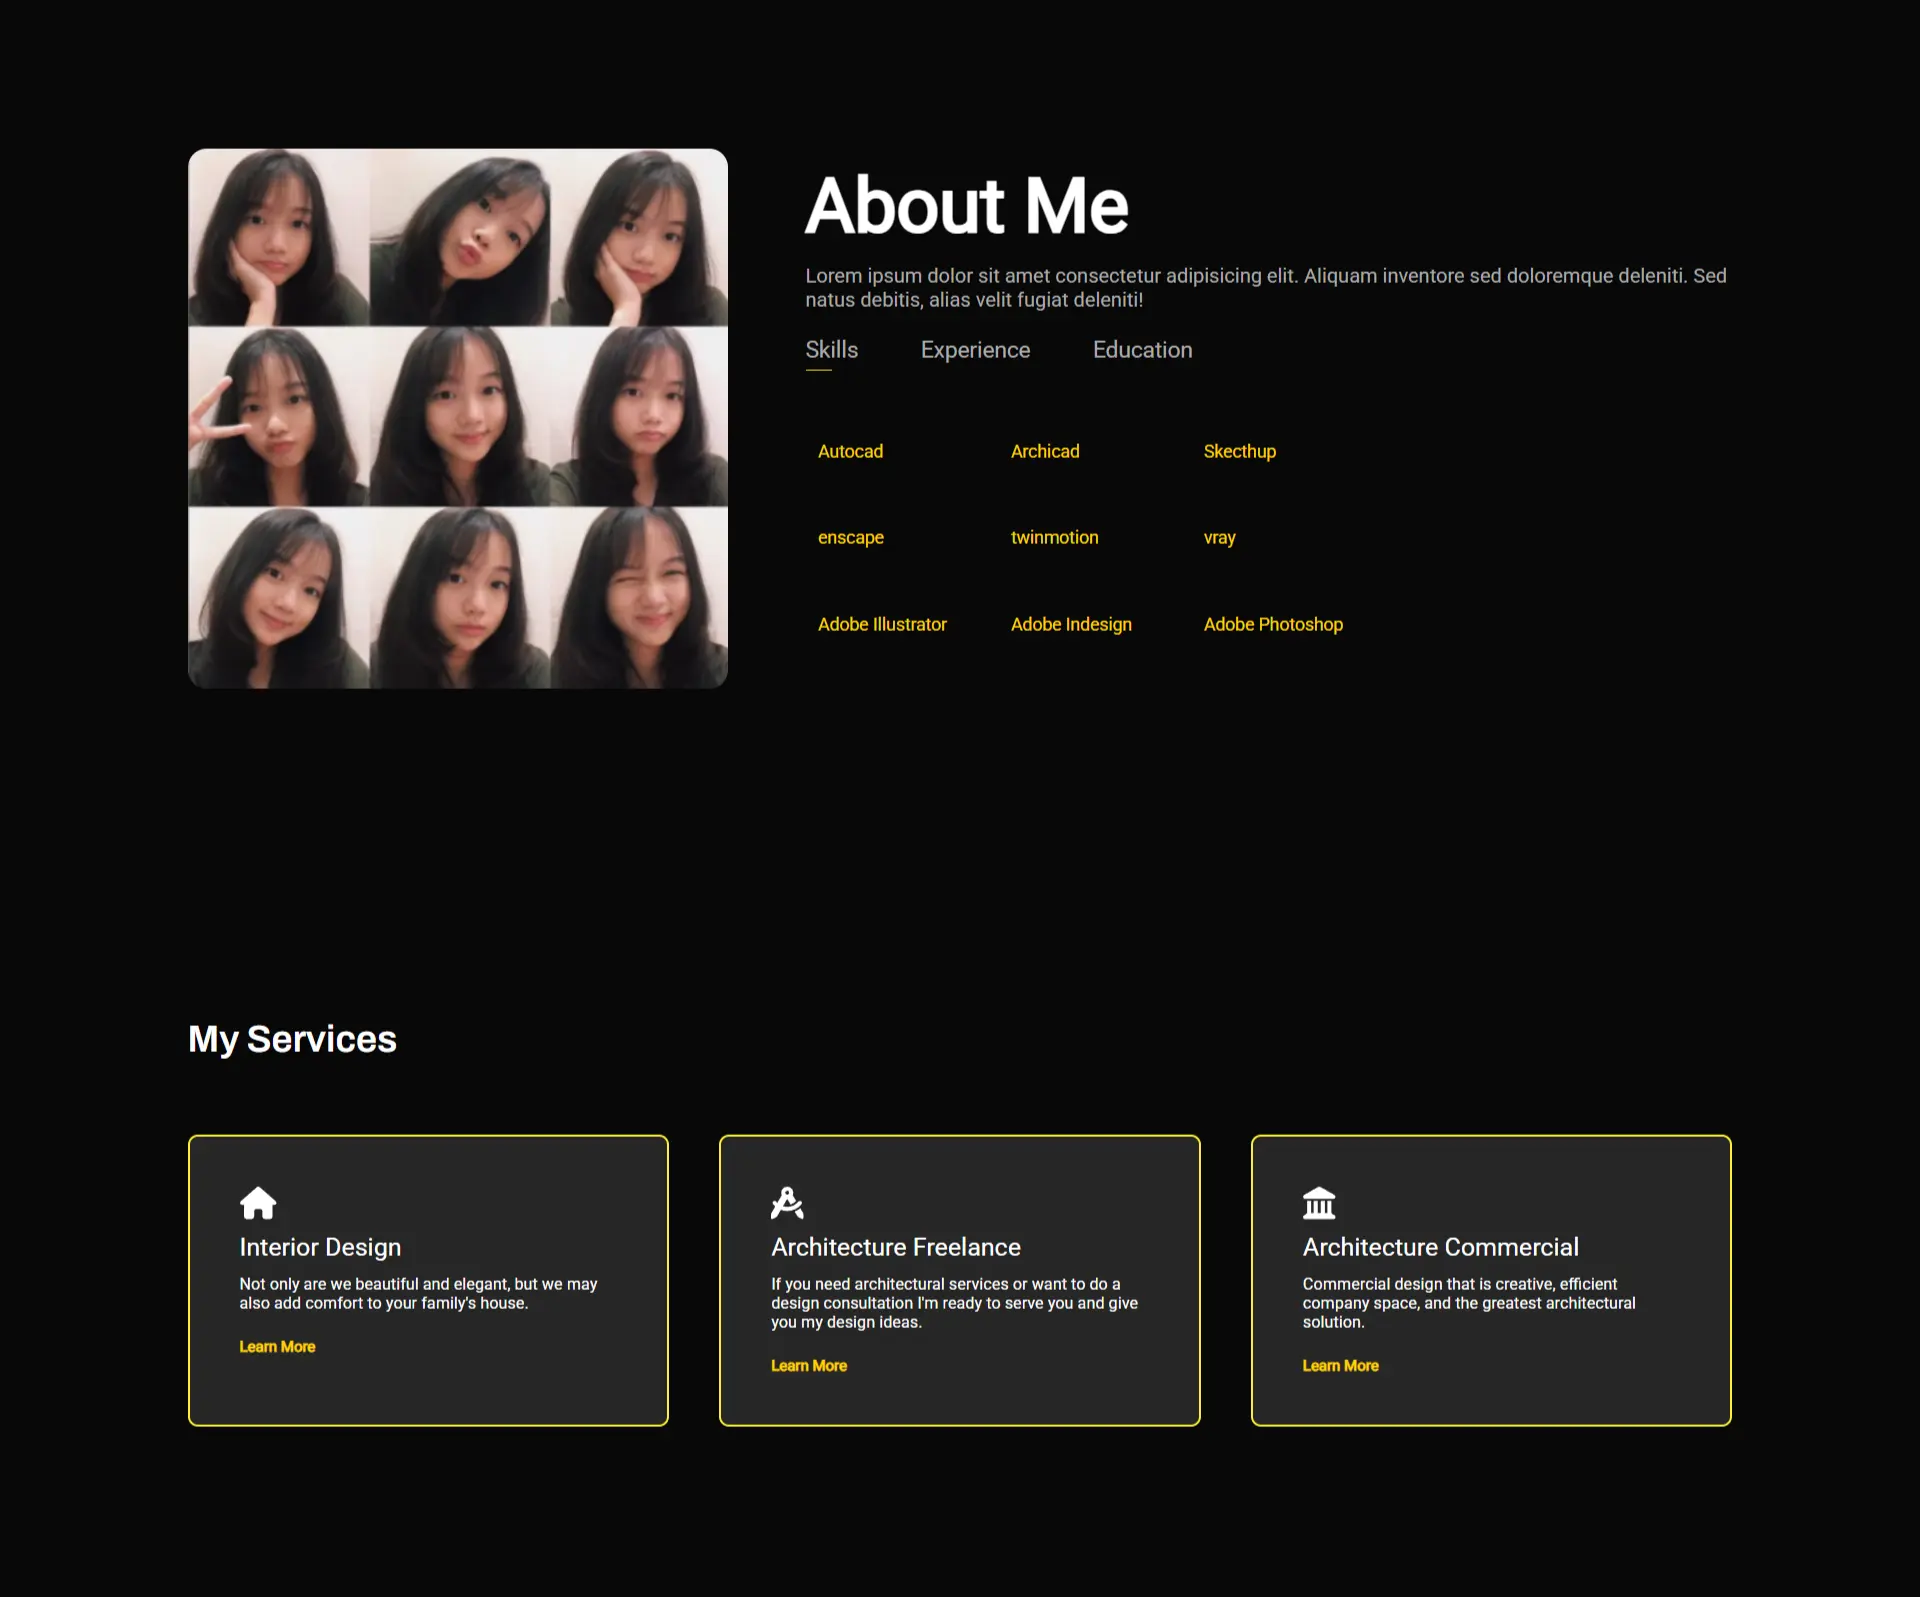 About Me
Lorem ipsum dolor sit amet consectetur adipisicing elit. Aliquam inventore sed doloremque deleniti. Sed
natus debitis, alias velit fugiat deleniti!
Skills Experience Education
Autocad Archicad Skecthup
enscape twinmotion vray
Adobe Illustrator Adobe Indesign Adobe Photoshop
My Services
Interior Design
Not only are we beautiful and elegant, but we may
also add comfort to your family's house.
Learn More
Architecture Freelance
If you need architectural services or want to do a
design consultation I'm ready to serve you and give
you my design ideas.
Learn More
Architecture Commercial
Commercial design that is creative, efficient
company space, and the greatest architectural
solution.
Learn More